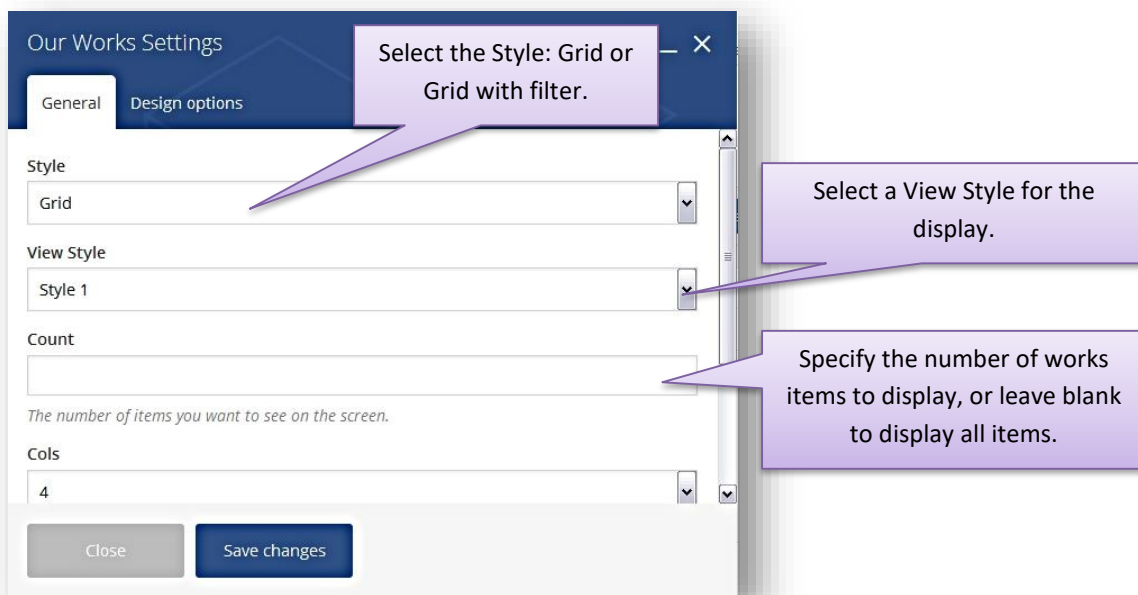 Our Works Settings
Select the Style: Grid or
Grid with filter.
General
Design options
Style
Grid
Select a View Style for the
display.
View Style
Style 1
Count
Specify the number of works
items to display, or leave blank
to display all items.
The number of items you want to see on the screen.
Cols
4
Close
Save changes